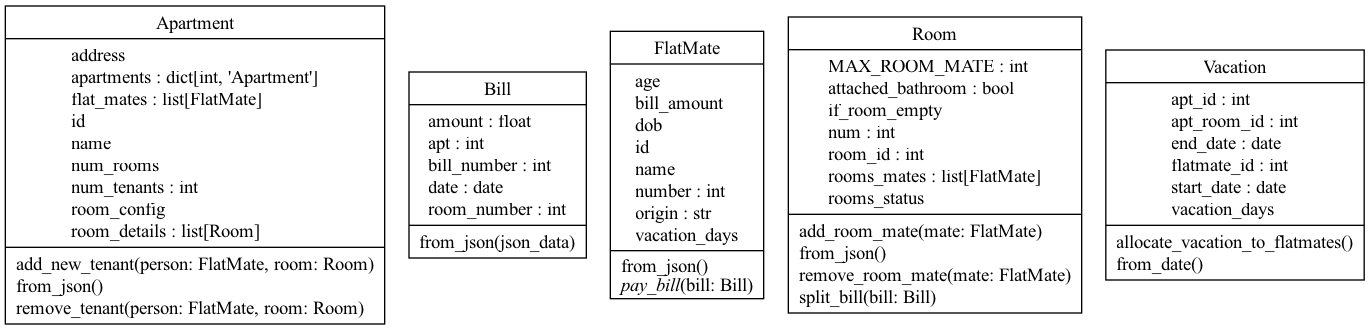 Apartment
address
apartments : dict[int, 'Apartment']
flat_mates : list[FlatMate]
id
name
num_rooms
num_tenants : int
room_config
room_details : list[Room]
add_new_tenant(person: FlatMate, room: Room)
from_json()
remove_tenant(person: FlatMate, room: Room)
Bill
amount : float
apt : int
bill_number : int
date : date
room_number : int
from_json(json_data)
FlatMate
age
bill_amount
dob
id
name
number : int
origin : str
vacation_days
from_json()
pay_bill(bill: Bill)
Room
MAX_ROOM_MATE : int
attached_bathroom : bool
if_room_empty
num : int
room_id : int
rooms_mates : list[FlatMate]
rooms_status
add_room_mate(mate: FlatMate)
from_json()
remove_room_mate(mate: FlatMate)
split_bill(bill: Bill)
Vacation
apt_id : int
apt_room_id : int
end_date : date
flatmate_id : int
start_date : date
vacation_days
allocate_vacation_to_flatmates()
from_date()